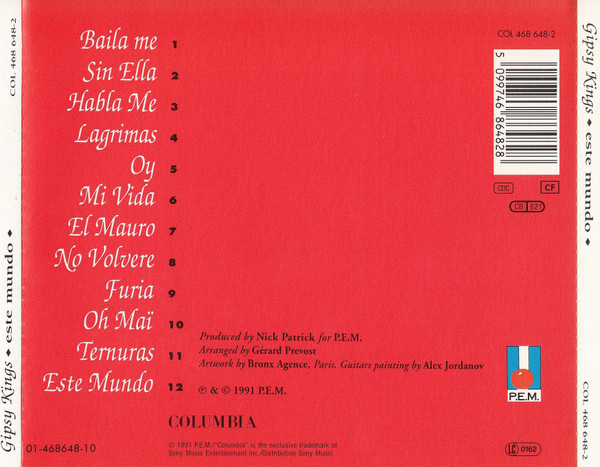 COL 468 648-2
Gipsy Kings ♦ este mundo ♦
Baila me 1
Sin Ella 2
Habla Me 3
Lagrimas 4
Oy 5
Mi Vida 6
El Mauro 7
No Volvere 8
Furia 9
Oh Maï 10
Ternuras 11
Este Mundo 12
Produced by Nick Patrick for P.E.M.
Arranged by Gérard Prevost
Artwork by Bronx Agence, Paris. Guitars painting by Alex Jordanov
℗ & © 1991 P.E.M.
COLUMBIA
© 1991 P.E.M./"Columbia" is the exclusive trademark of
Sony Music Entertainment Inc./Distribution Sony Music.
01-468648-10
COL 468 648-2
5 099746 864828
CDC
CF
CB 621
P.E.M.
LC 0162
Gipsy Kings ♦ este mundo ♦
COL 468 648-2